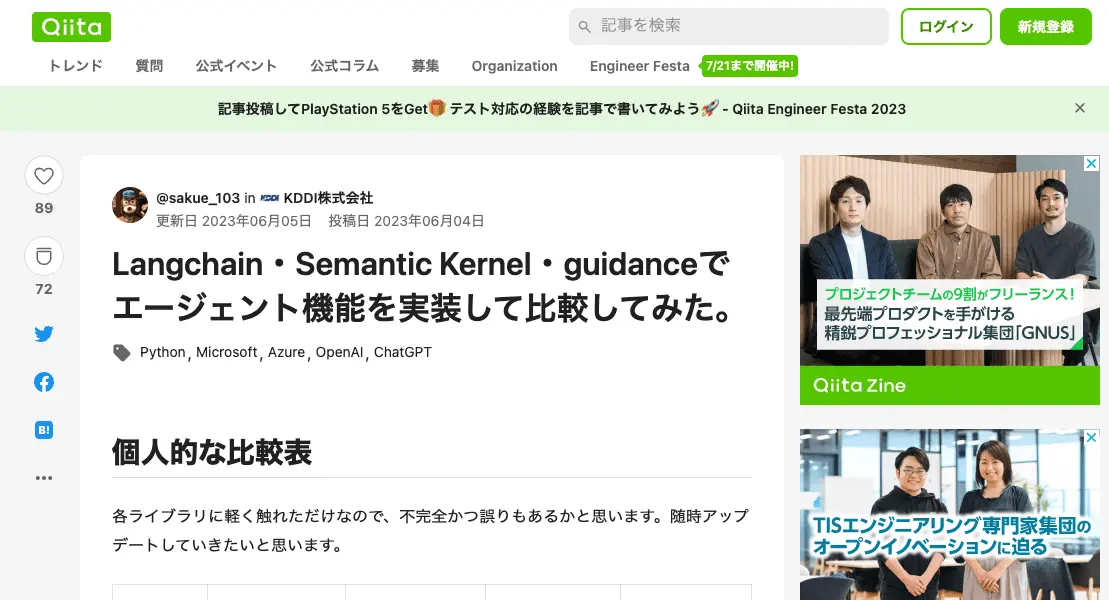 Qiita
記事を検索
ログイン
新規登録
トレンド
質問
公式イベント
公式コラム
募集
Organization
Engineer Festa
7/21まで開催中!
記事投稿してPlayStation 5をGet🎁 テスト対応の経験を記事で書いてみよう🚀 - Qiita Engineer Festa 2023
89
72
B!
@sakue_103 in KDDI KDDI株式会社
更新日 2023年06月05日 投稿日 2023年06月04日
Langchain・Semantic Kernel・guidanceで
エージェント機能を実装して比較してみた。
Python, Microsoft, Azure, OpenAI, ChatGPT
個人的な比較表
各ライブラリに軽く触れただけなので、不完全かつ誤りもあるかと思います。随時アップ
デートしていきたいと思います。
プロジェクトチームの9割がフリーランス!
最先端プロダクトを手がける
精鋭プロフェッショナル集団「GNUS」
Qiita Zine
TISエンジニアリング専門家集団の
オープンイノベーションに迫る